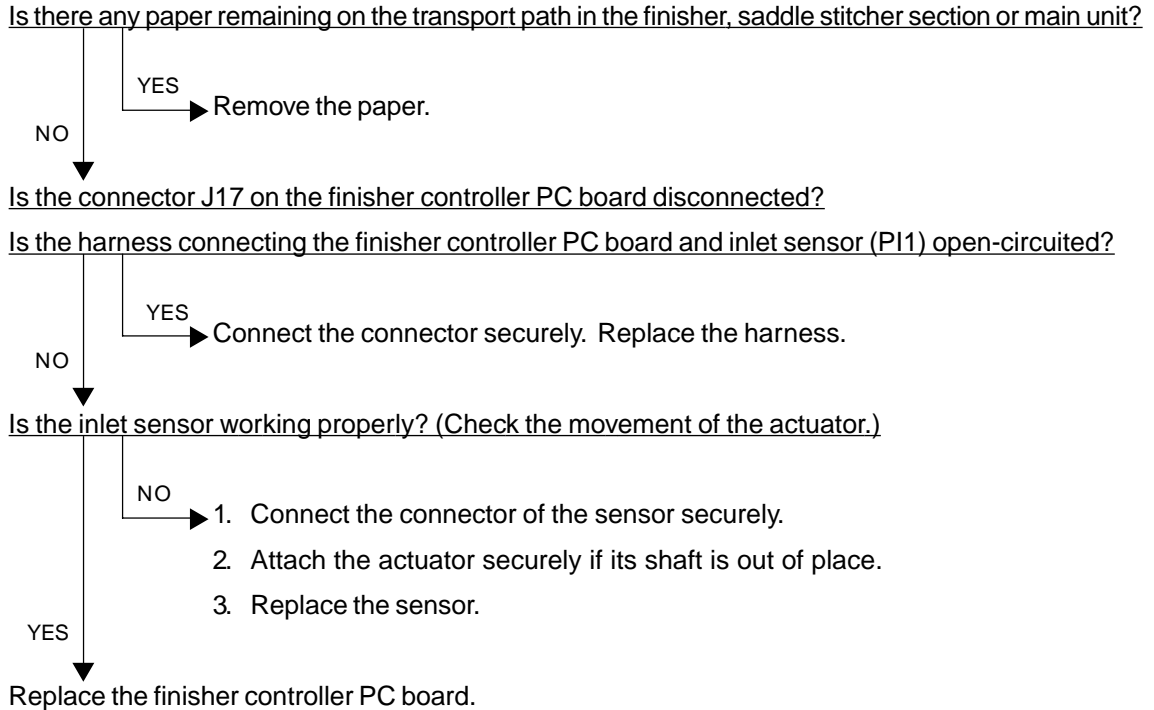 Is there any paper remaining on the transport path in the finisher, saddle stitcher section or main unit?
YES
Remove the paper.
NO
Is the connector J17 on the finisher controller PC board disconnected?
Is the harness connecting the finisher controller PC board and inlet sensor (PI1) open-circuited?
YES
Connect the connector securely. Replace the harness.
NO
Is the inlet sensor working properly? (Check the movement of the actuator.)
NO
1. Connect the connector of the sensor securely.
2. Attach the actuator securely if its shaft is out of place.
3. Replace the sensor.
YES
Replace the finisher controller PC board.